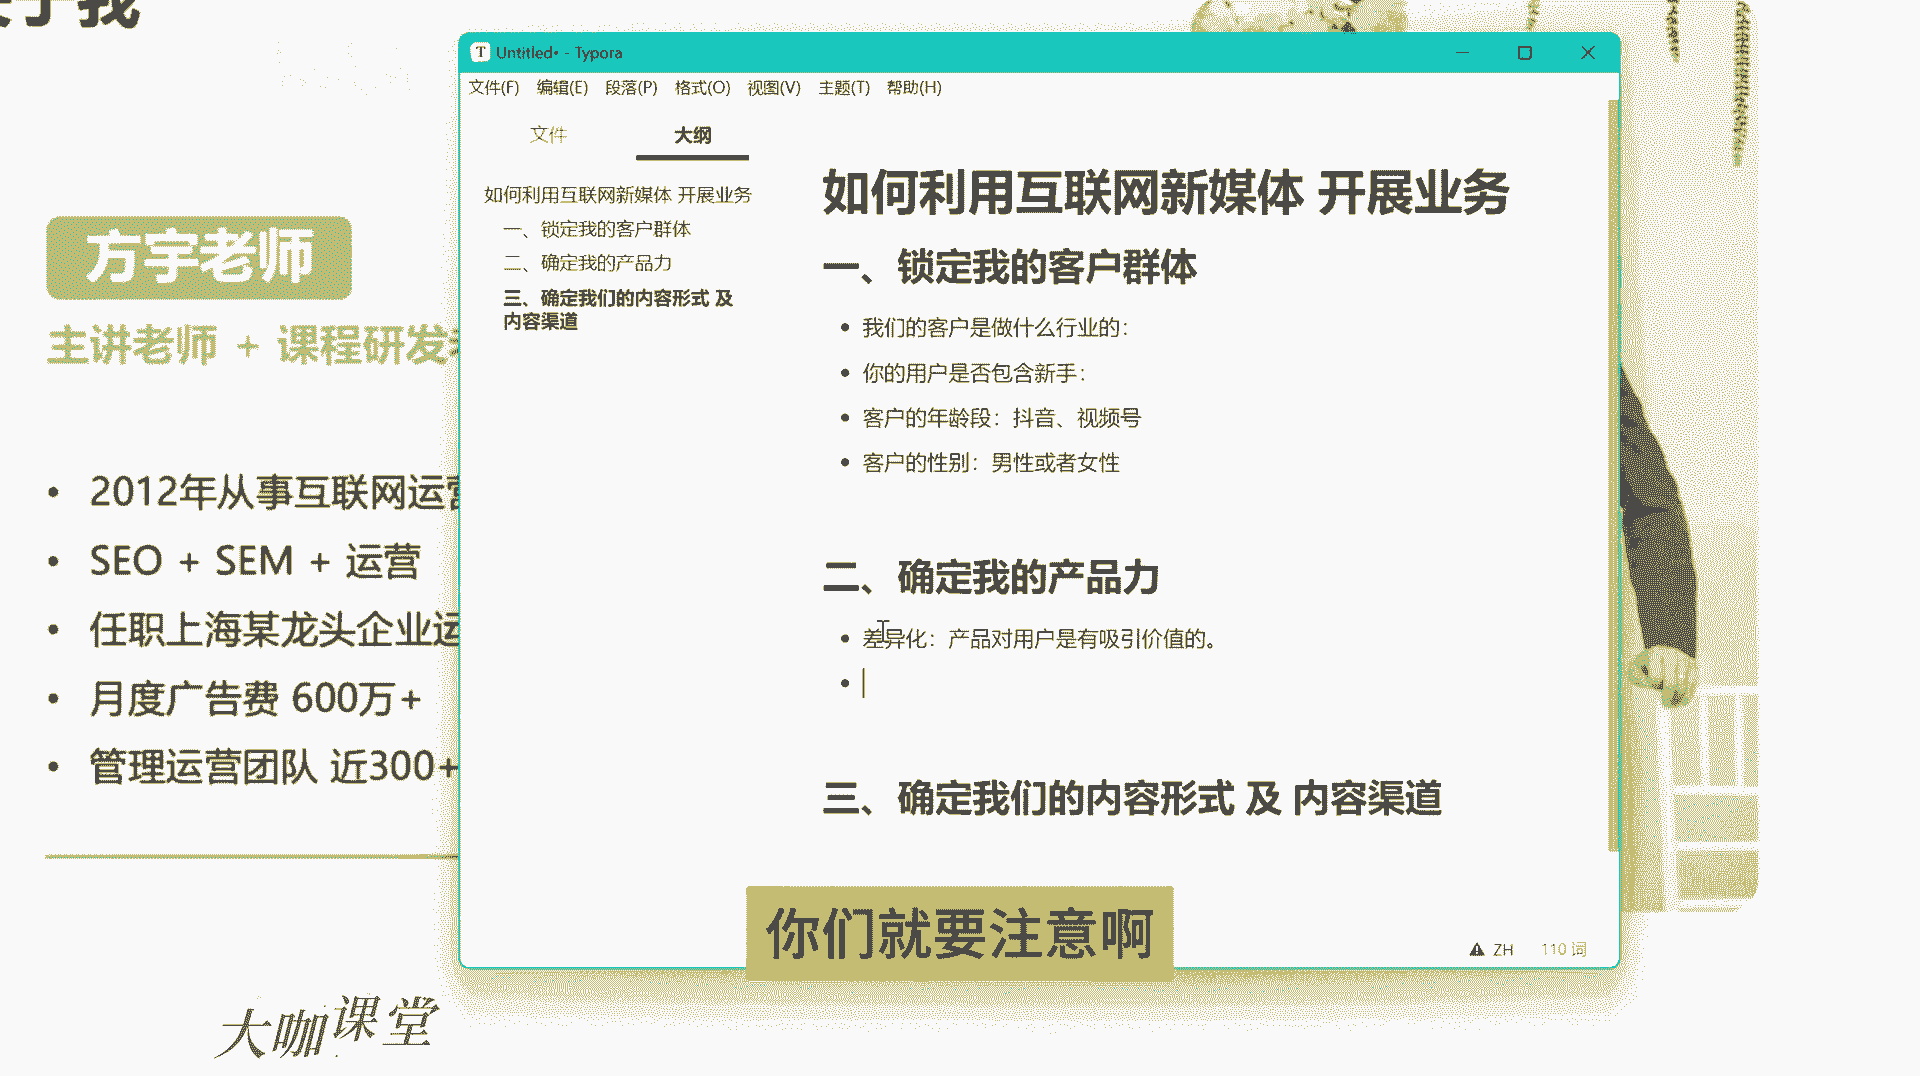 于我
方宇老师
主讲老师 + 课程研发
2012年从事互联网运营
SEO + SEM + 运营
任职上海某龙头企业运
月度广告费 600万+
管理运营团队 近300+
大咖课堂
Untitled• - Typora
文件(F) 编辑(E) 段落(P) 格式(O) 视图(V) 主题(T) 帮助(H)
文件 大纲
如何利用互联网新媒体 开展业务
一、锁定我的客户群体
二、确定我的产品力
三、确定我们的内容形式 及
内容渠道
如何利用互联网新媒体 开展业务
一、锁定我的客户群体
我们的客户是做什么行业的：
你的用户是否包含新手：
客户的年龄段：抖音、视频号
客户的性别：男性或者女性
二、确定我的产品力
差异化：产品对用户是有吸引价值的。
三、确定我们的内容形式 及 内容渠道
你们就要注意啊
ZH 110 词